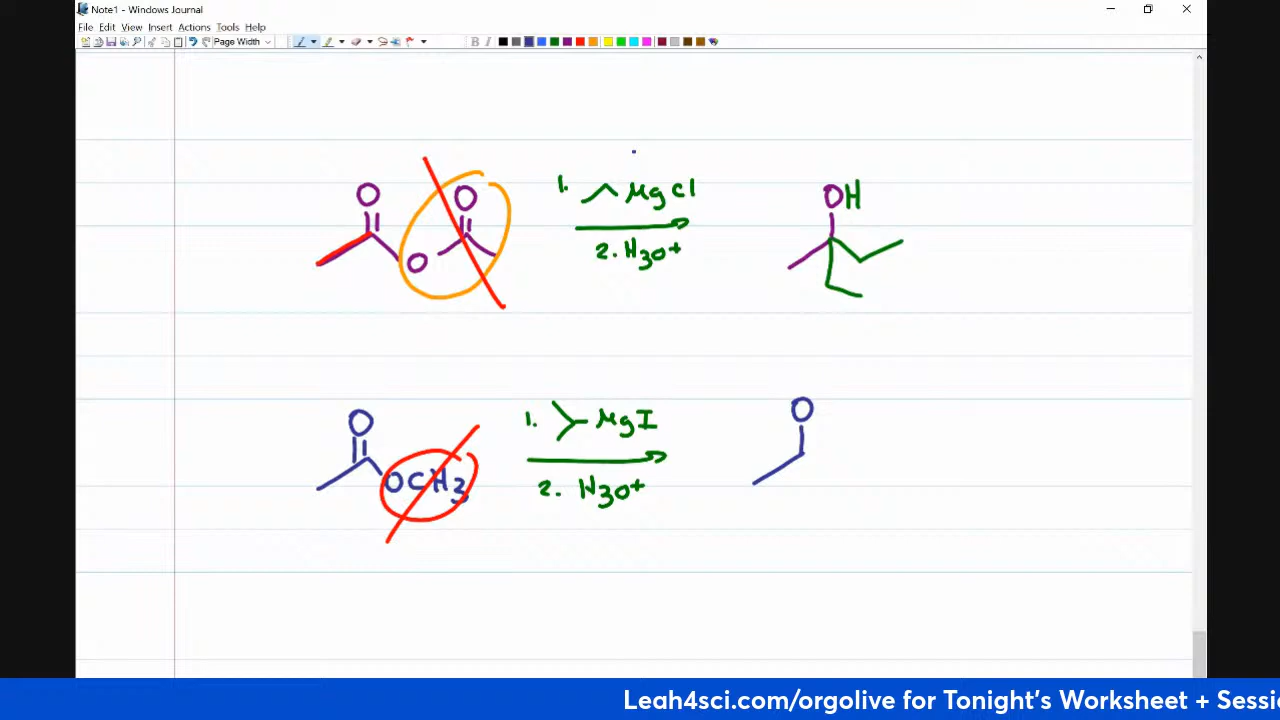 Note1 - Windows Journal
File Edit View Insert Actions Tools Help
Page Width
B I
O O
O
1. MgCl
2. H3O+
OH
O
OCH3
1. MgI
2. H3O+
O
Leah4sci.com/orgolive for Tonight's Worksheet + Sessi